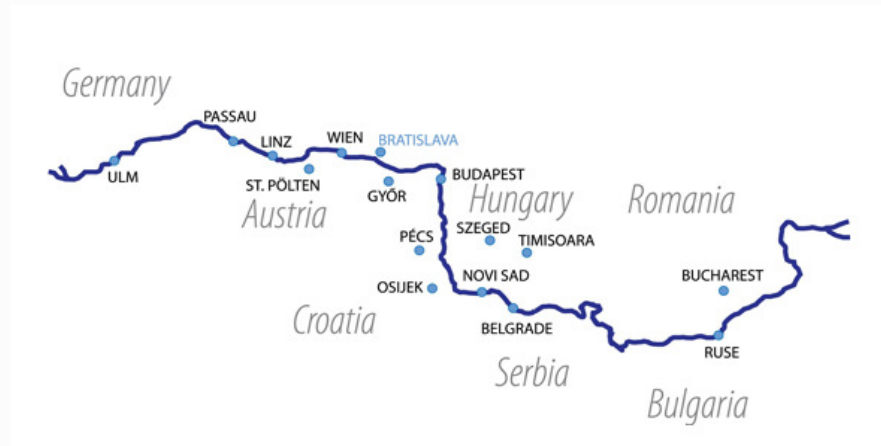 Germany
PASSAU
LINZ
WIEN
BRATISLAVA
ULM
ST. PÖLTEN
GYŐR
BUDAPEST
Austria
Hungary
Romania
PÉCS
SZEGED
TIMISOARA
OSIJEK
NOVI SAD
BUCHAREST
Croatia
BELGRADE
RUSE
Serbia
Bulgaria